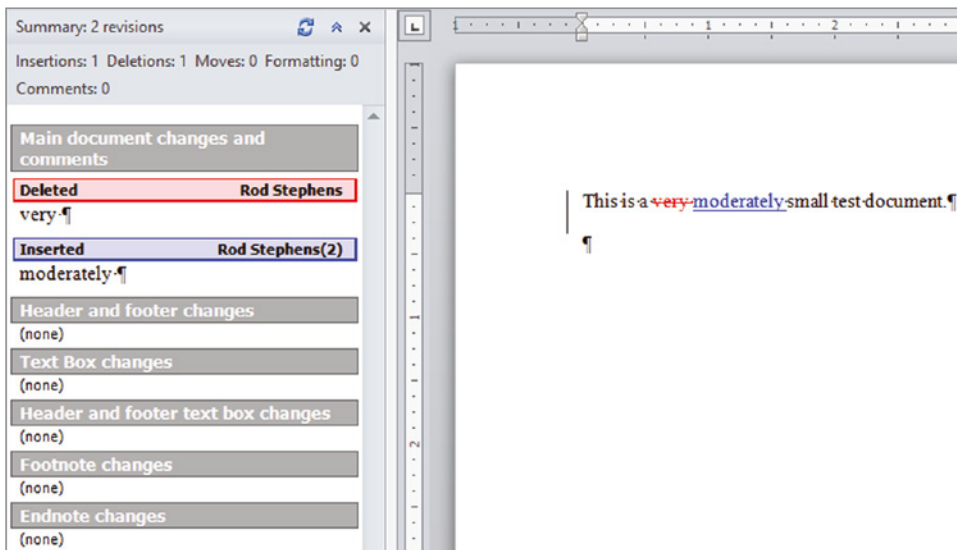 Summary: 2 revisions
Insertions: 1 Deletions: 1 Moves: 0 Formatting: 0
Comments: 0
Main document changes and
comments
Deleted Rod Stephens
very·¶
Inserted Rod Stephens(2)
moderately·¶
Header and footer changes
(none)
Text Box changes
(none)
Header and footer text box changes
(none)
Footnote changes
(none)
Endnote changes
(none)
L
1 1 2
This·is·a·very·moderately·small·test·document.¶
¶
1
2